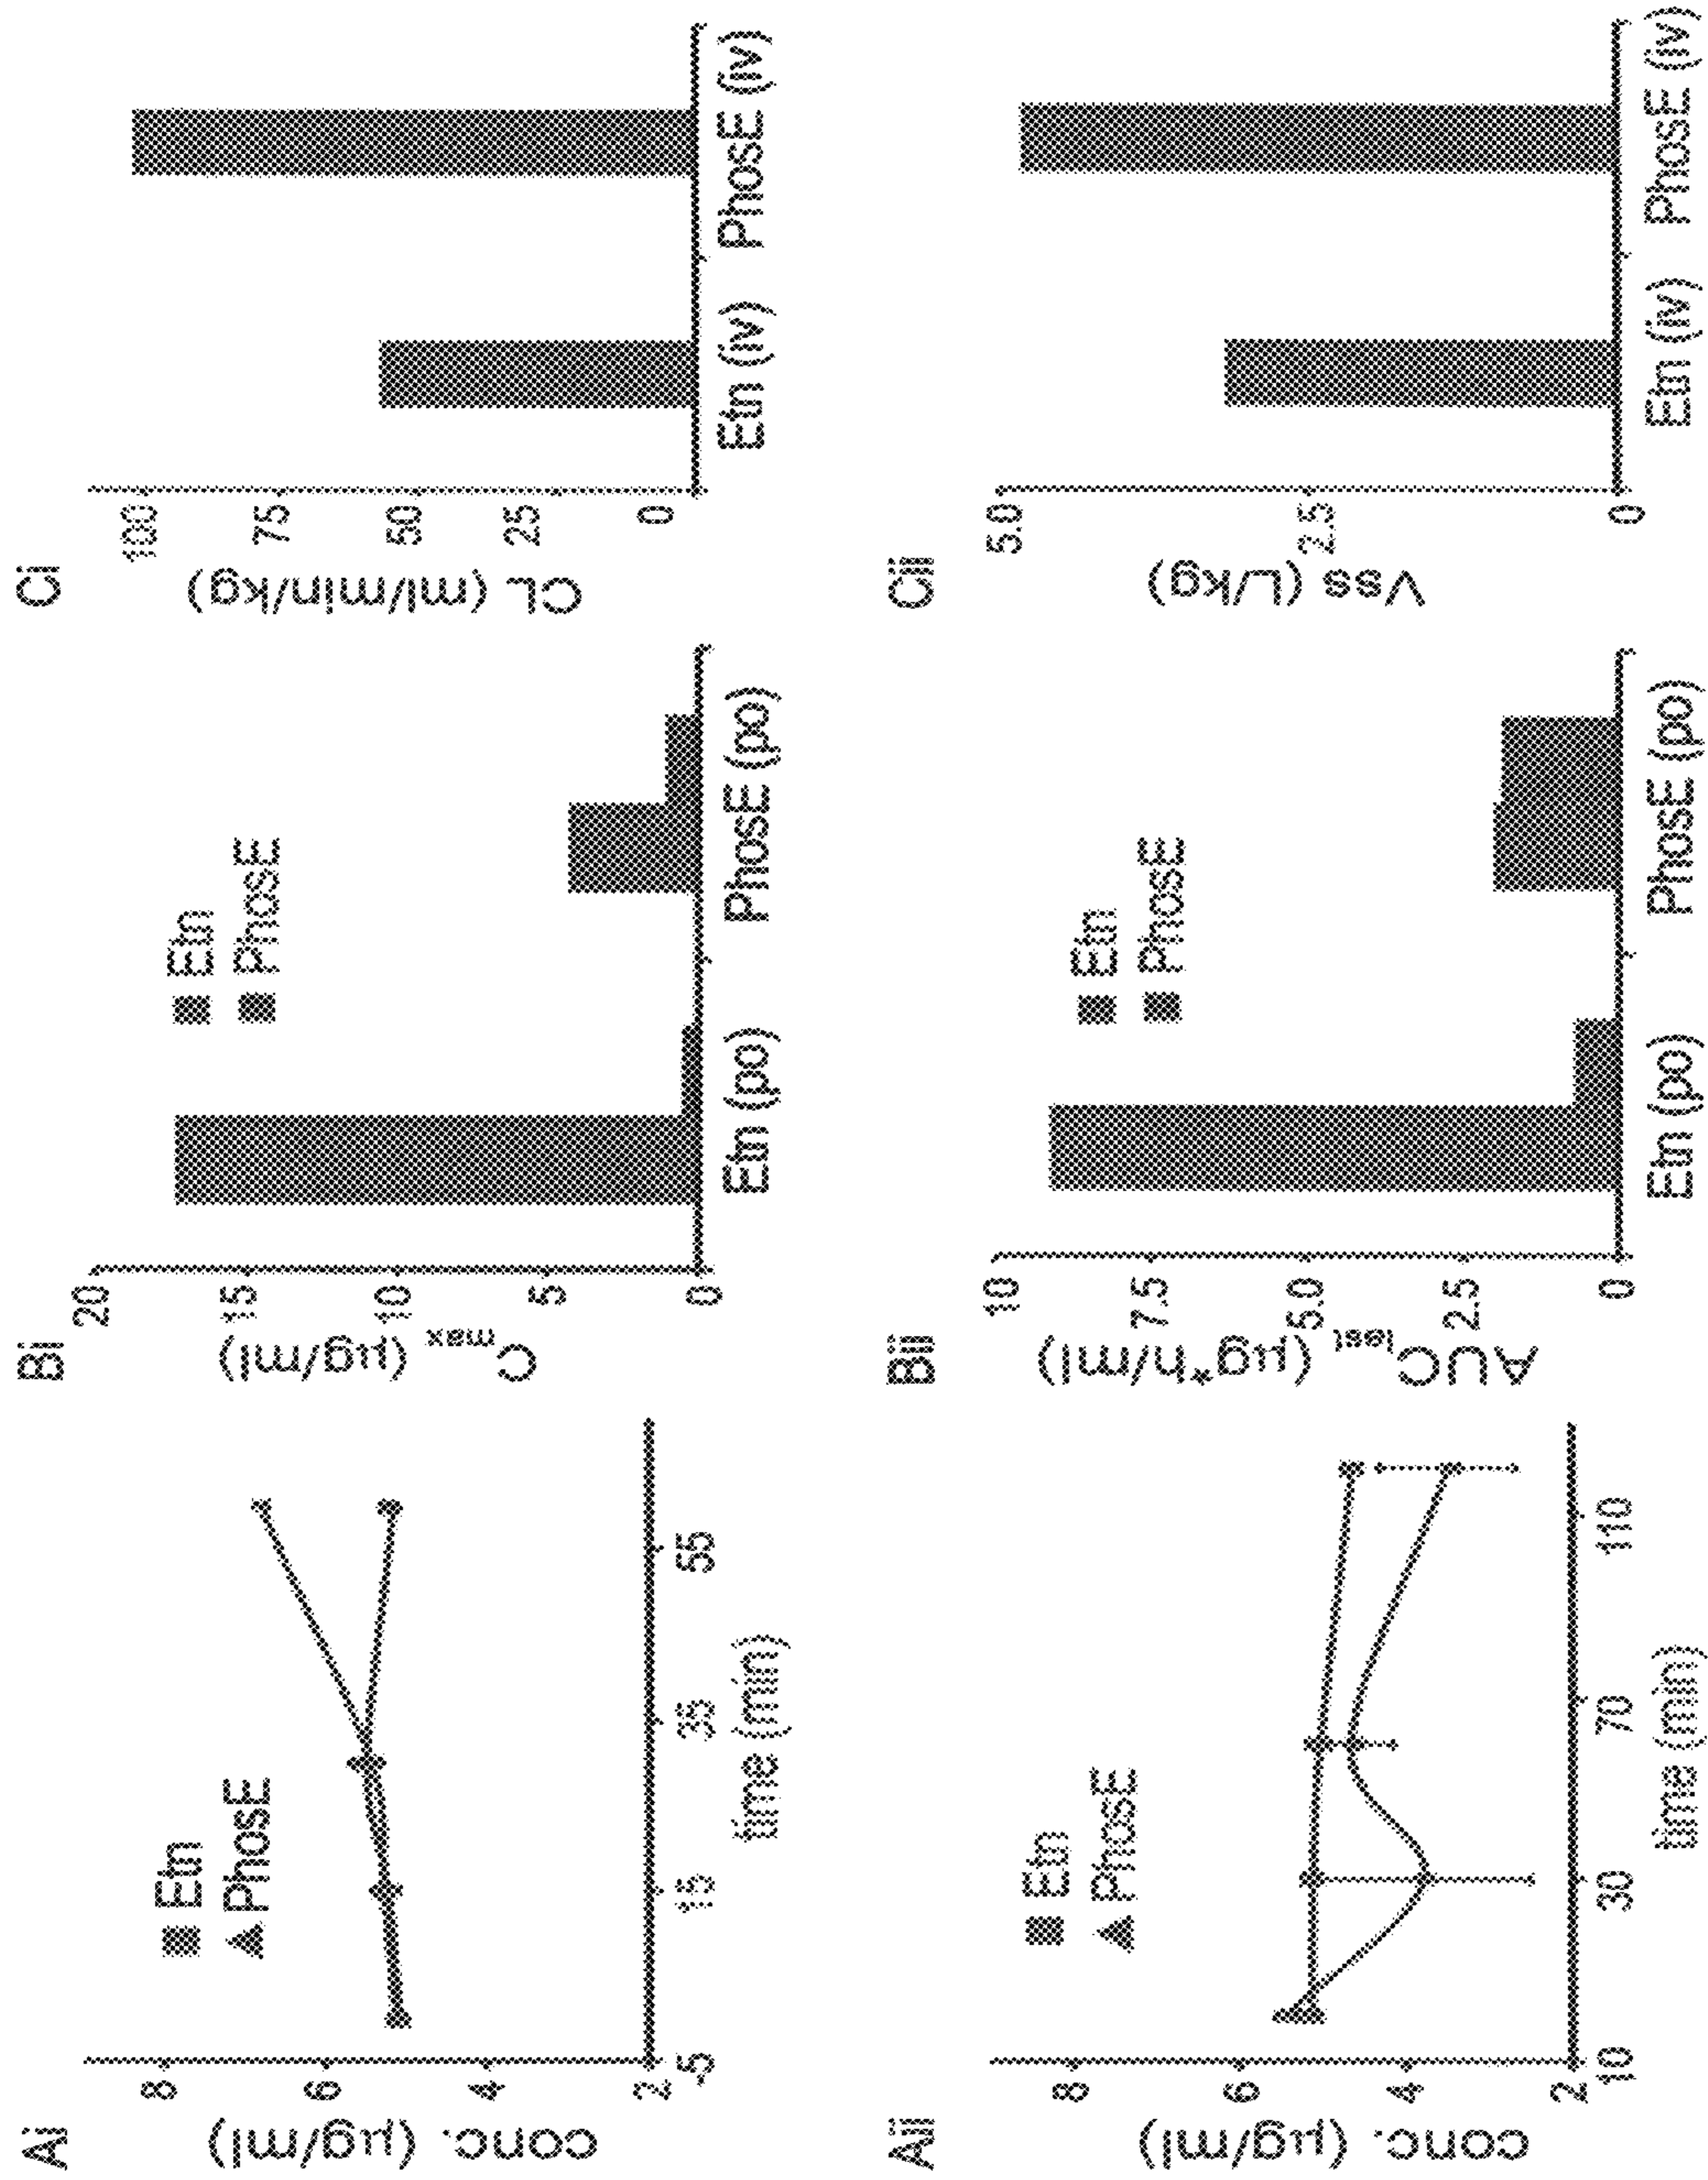 Ai
conc. (µg/ml)
8
6
4
2
-5
15
35
55
time (min)
Etn
PhosE
Bi
C max (µg/ml)
20
15
10
5
0
Etn
PhosE
Etn (po)
PhosE (po)
Ci
CL (ml/min/kg)
100
75
50
25
0
Etn (iv)
PhosE (iv)
Aii
conc. (µg/ml)
8
6
4
2
10
30
70
110
time (min)
Etn
PhosE
Bii
AUC last (µg*h/ml)
10
7.5
5.0
2.5
0
Etn
PhosE
Etn (po)
PhosE (po)
Cii
Vss (L/kg)
5.0
2.5
0
Etn (iv)
PhosE (iv)